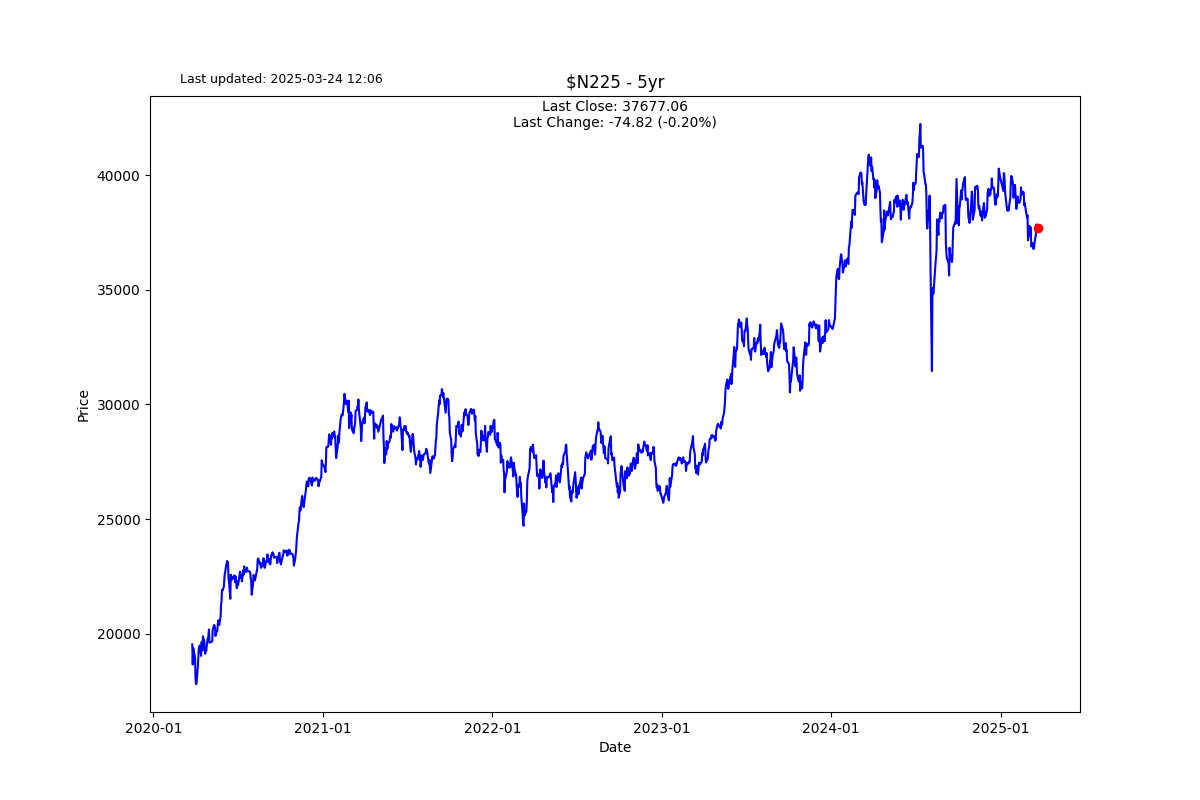 Last updated: 2025-03-24 12:06
$N225 - 5yr
Last Close: 37677.06
Last Change: -74.82 (-0.20%)
40000
35000
30000
25000
20000
Price
2020-01
2021-01
2022-01
2023-01
2024-01
2025-01
Date